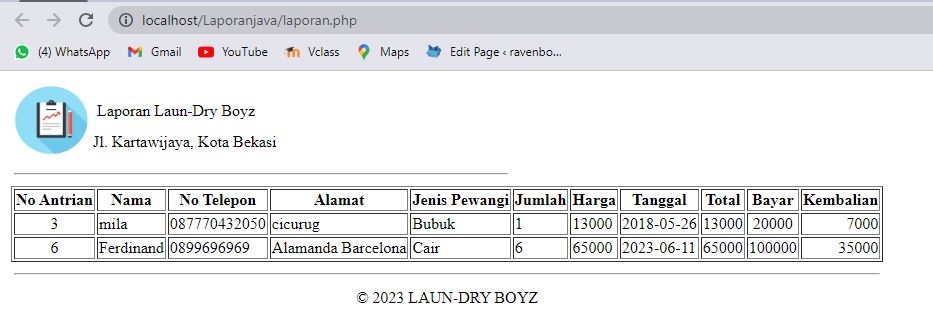 localhost/Laporanjava/laporan.php
(4) WhatsApp Gmail YouTube Vclass Maps Edit Page ‹ ravenbo...
Laporan Laun-Dry Boyz
Jl. Kartawijaya, Kota Bekasi
No Antrian Nama No Telepon Alamat Jenis Pewangi Jumlah Harga Tanggal Total Bayar Kembalian
3 mila 087770432050 cicurug Bubuk 1 13000 2018-05-26 13000 20000 7000
6 Ferdinand 0899696969 Alamanda Barcelona Cair 6 65000 2023-06-11 65000 100000 35000
© 2023 LAUN-DRY BOYZ